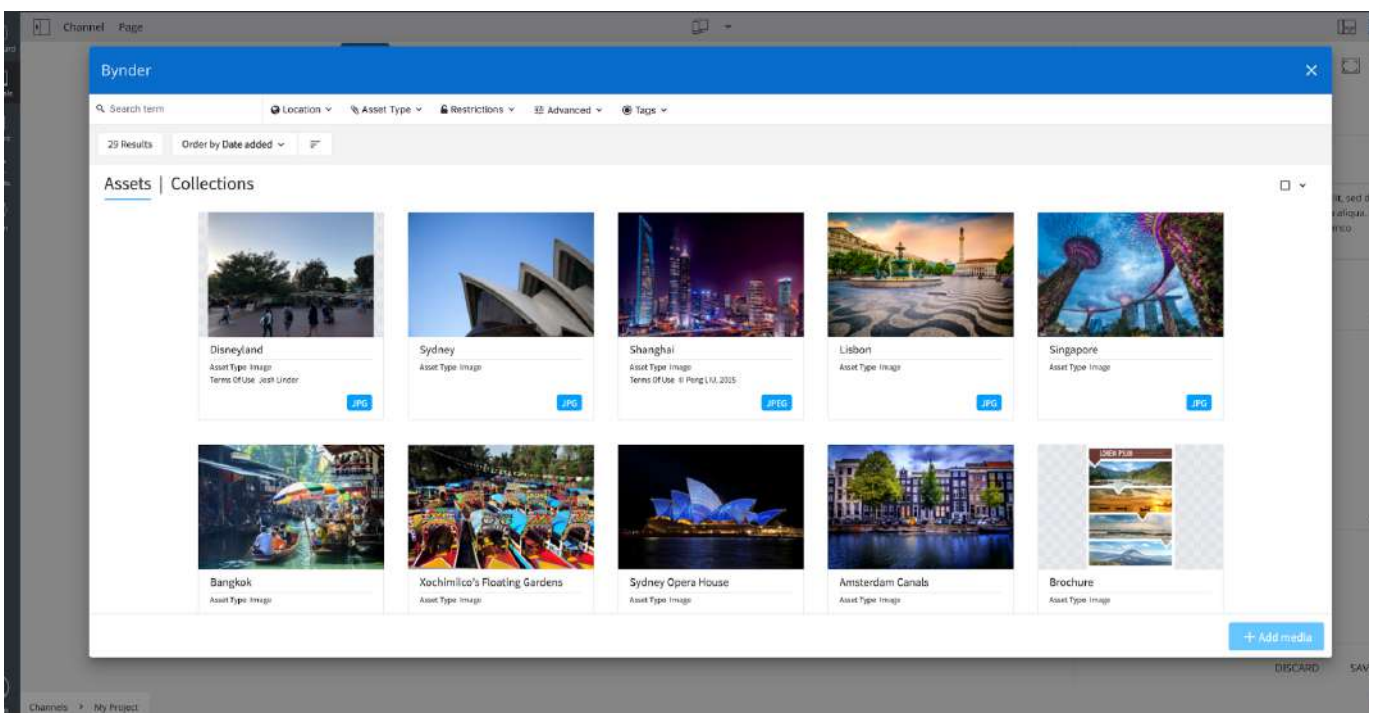 Channel Page
Bynder
Search term
Location
Asset Type
Restrictions
Advanced
Tags
29 Results
Order by Date added
Assets | Collections
Disneyland
Asset Type Image
Terms Of Use Josh Linder
JPG
Sydney
Asset Type Image
JPG
Shanghai
Asset Type Image
Terms Of Use © Peng LIU, 2015
JPEG
Lisbon
Asset Type Image
JPG
Singapore
Asset Type Image
JPG
Bangkok
Asset Type Image
Xochimilco's Floating Gardens
Asset Type Image
Sydney Opera House
Asset Type Image
Amsterdam Canals
Asset Type Image
LOREM IPSUM
Brochure
Asset Type Image
+ Add media
DISCARD
SAV
Channels
My Project